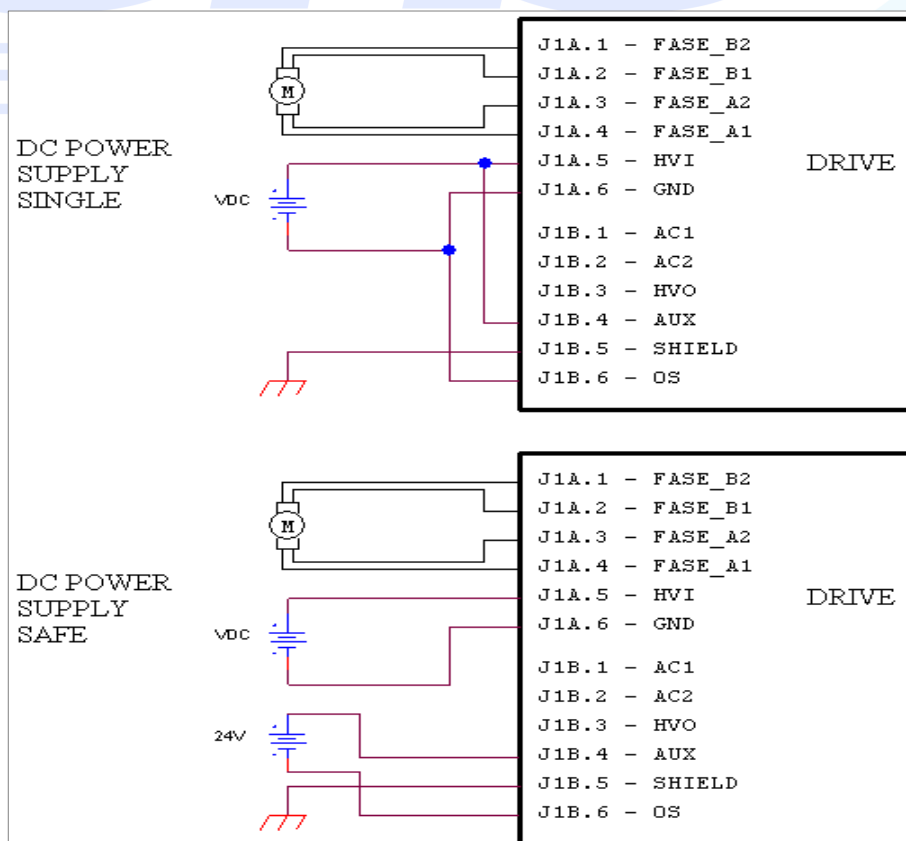 J1A.1 - FASE_B2
J1A.2 - FASE_B1
M
J1A.3 - FASE_A2
J1A.4 - FASE_A1
DC POWER
SUPPLY
SINGLE
J1A.5 - HVI
DRIVE
VDC
J1A.6 - GND
J1B.1 - AC1
J1B.2 - AC2
J1B.3 - HVO
J1B.4 - AUX
J1B.5 - SHIELD
J1B.6 - OS
J1A.1 - FASE_B2
J1A.2 - FASE_B1
M
J1A.3 - FASE_A2
J1A.4 - FASE_A1
DC POWER
SUPPLY
SAFE
J1A.5 - HVI
DRIVE
VDC
J1A.6 - GND
J1B.1 - AC1
J1B.2 - AC2
J1B.3 - HVO
24V
J1B.4 - AUX
J1B.5 - SHIELD
J1B.6 - OS